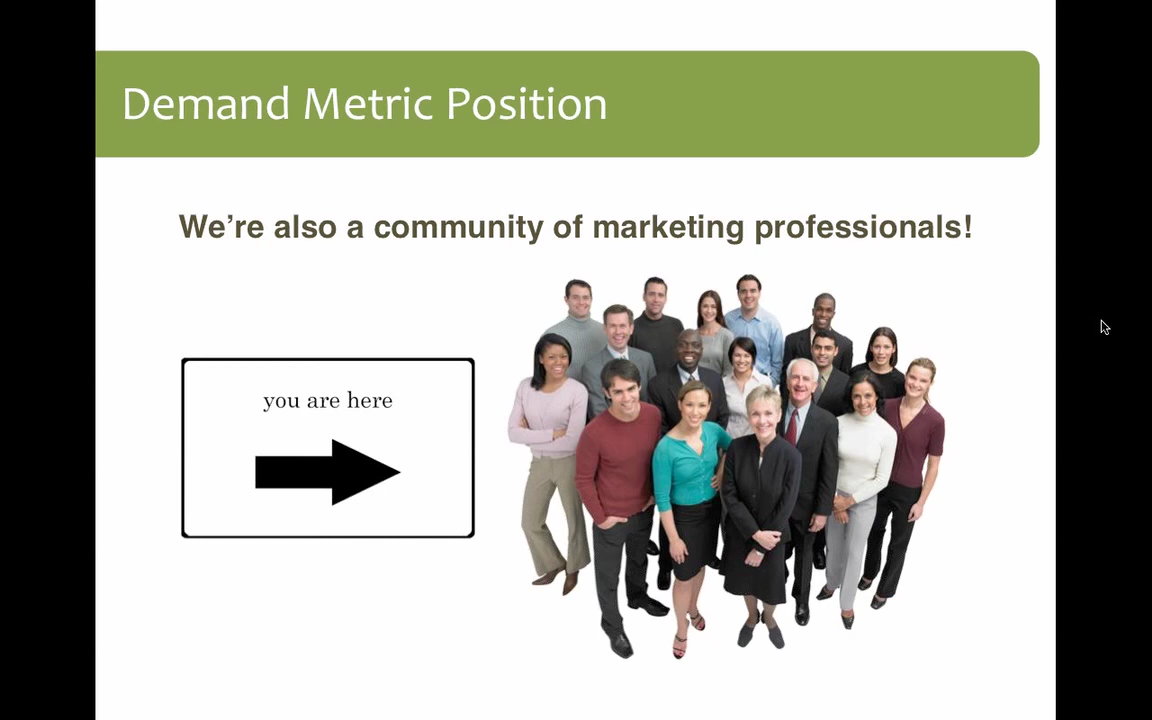 Demand Metric Position
We’re also a community of marketing professionals!
you are here